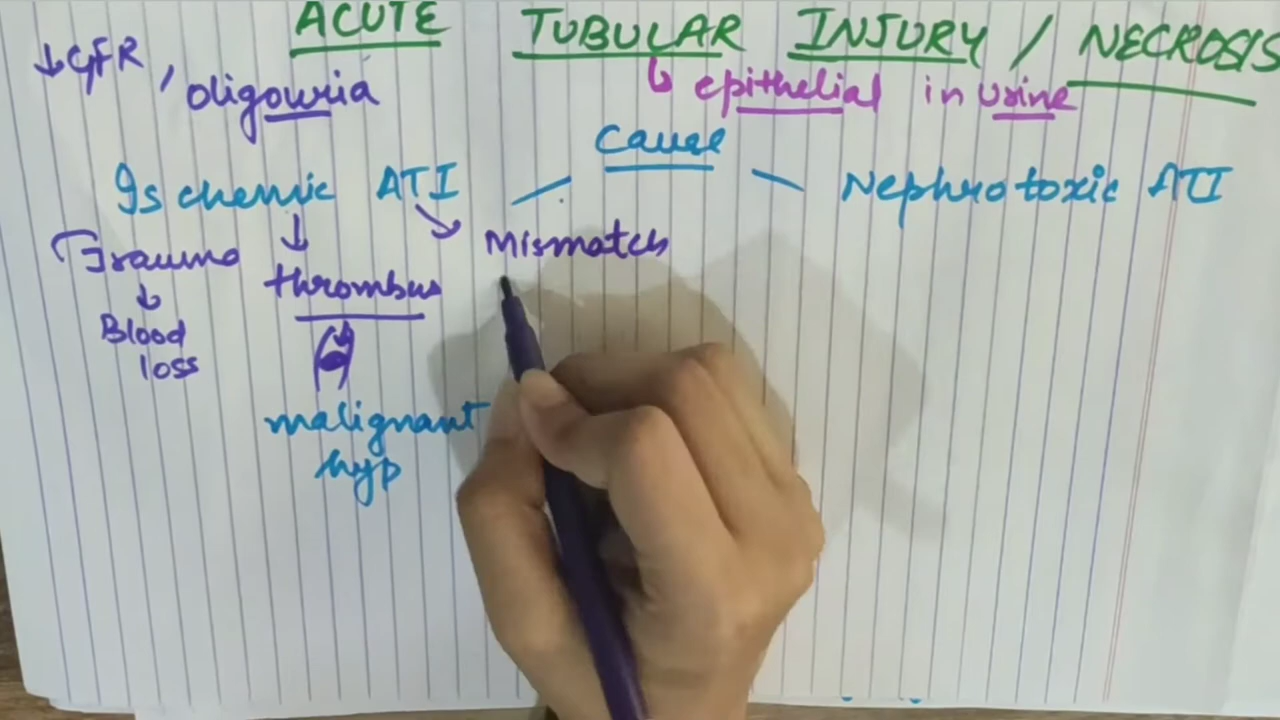 ACUTE TUBULAR INJURY / NECROSIS
↓GFR, oligouria
↳ epithelial in urine
Cause
Ischemic ATI
Nephrotoxic ATI
Trauma
↓
Blood
loss
↓
thrombus
malignant
hyp
↘ Mismatch